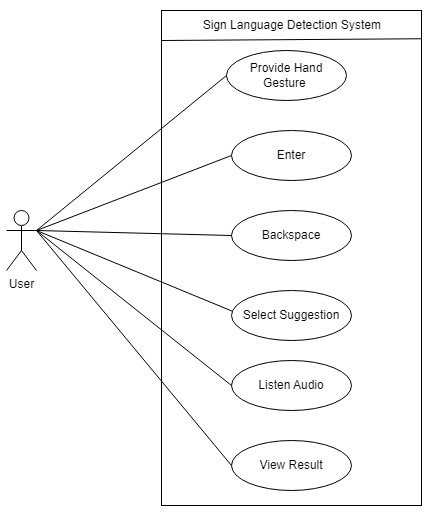 Sign Language Detection System
Provide Hand
Gesture
Enter
Backspace
User
Select Suggestion
Listen Audio
View Result